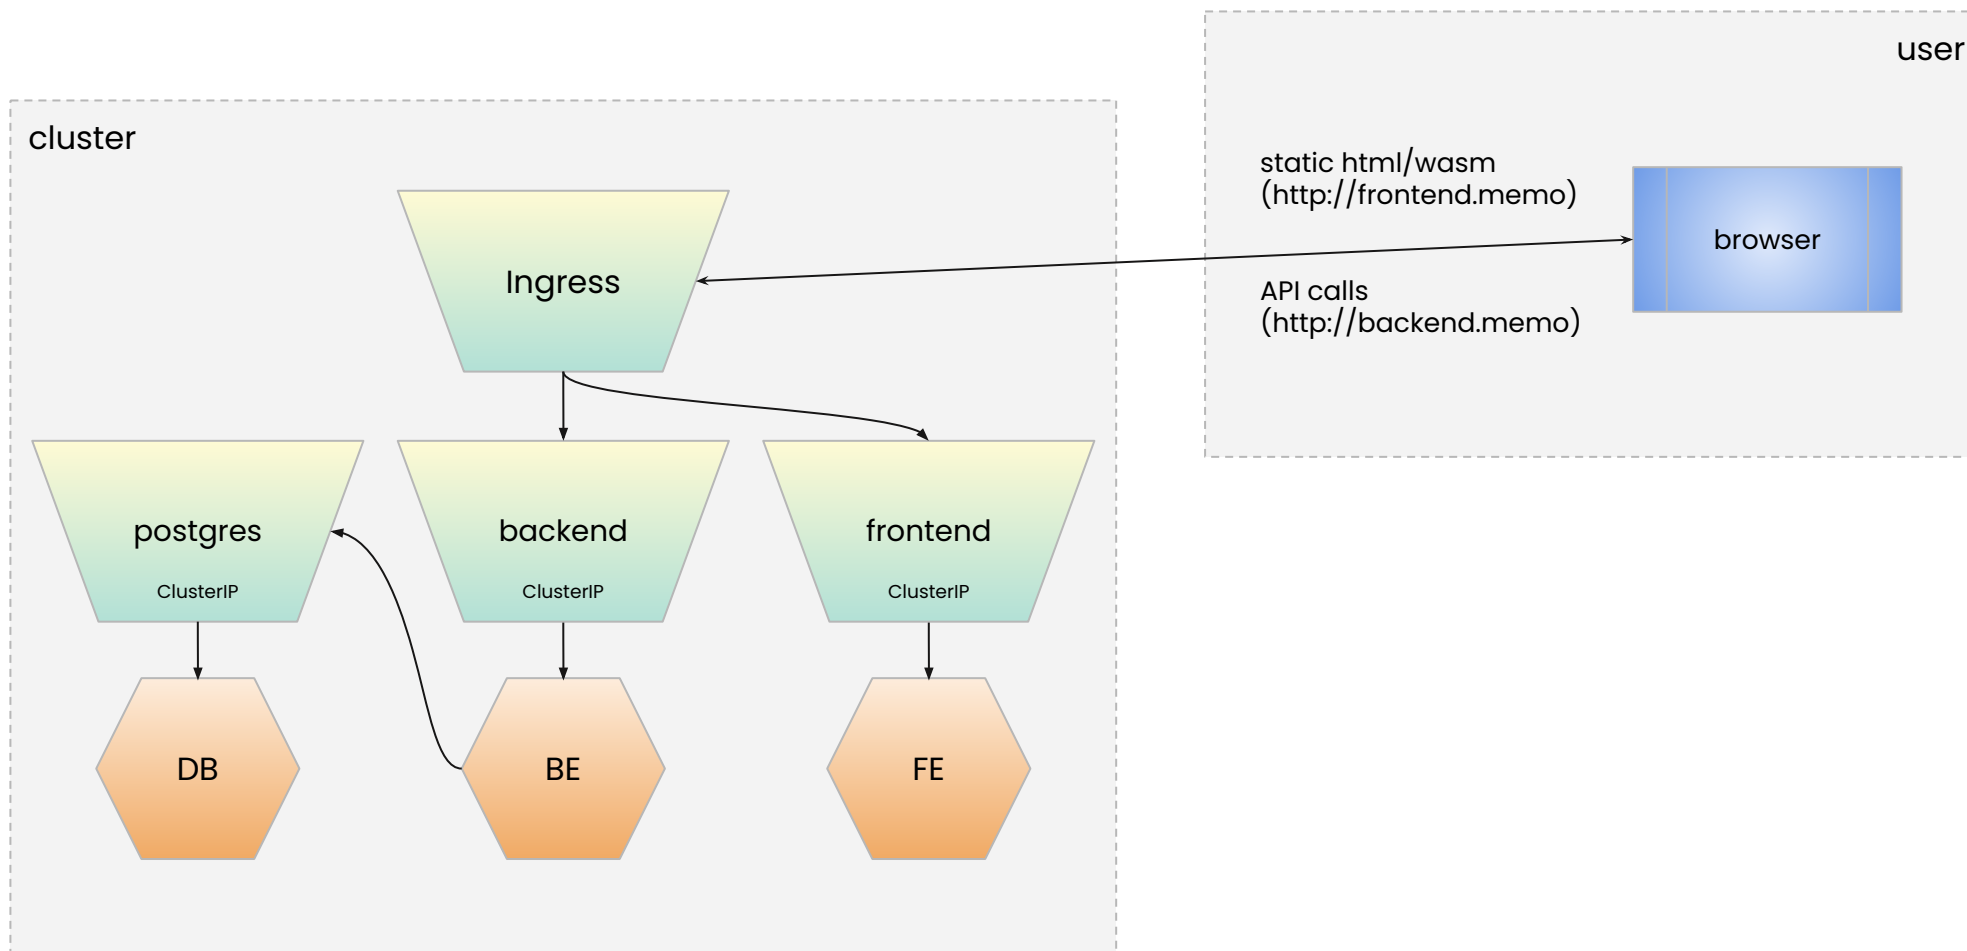 user
cluster
static html/wasm
(http://frontend.memo)
browser
Ingress
API calls
(http://backend.memo)
postgres
backend
frontend
ClusterIP
ClusterIP
ClusterIP
DB
BE
FE